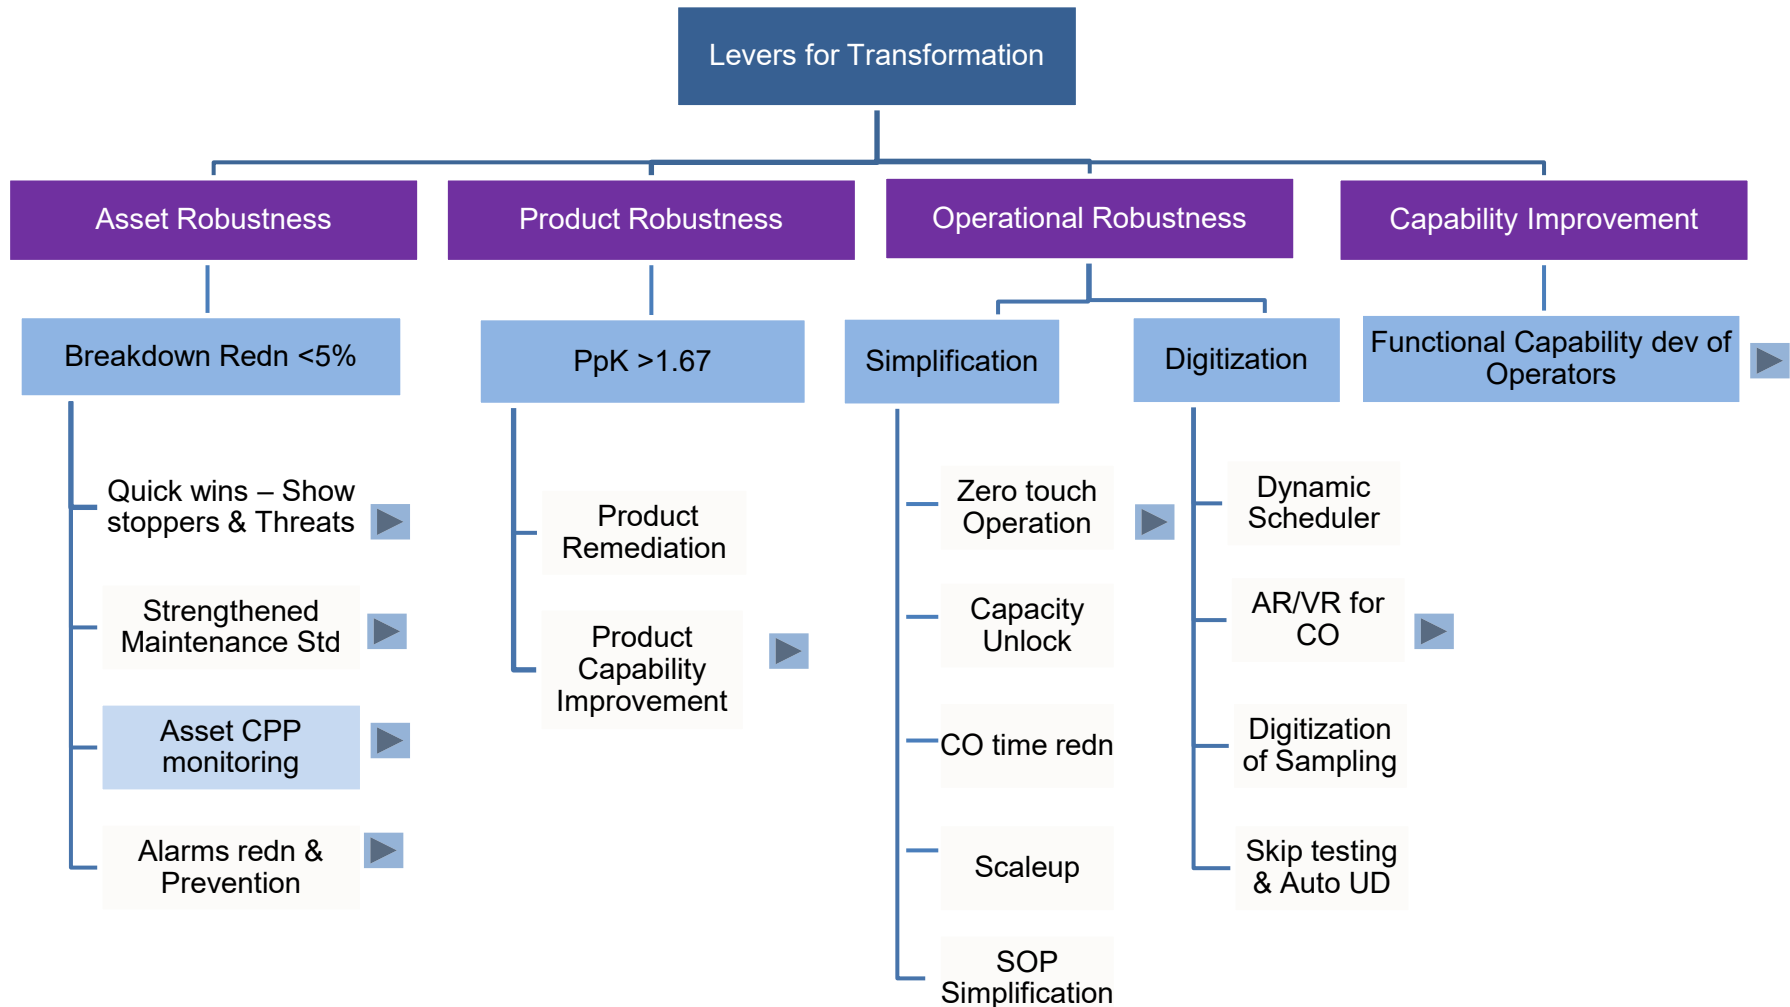 Levers for Transformation
Asset Robustness
Product Robustness
Operational Robustness
Capability Improvement
Breakdown Redn <5%
PpK >1.67
Simplification
Digitization
Functional Capability dev of
Operators
Quick wins – Show
stoppers & Threats
Strengthened
Maintenance Std
Asset CPP
monitoring
Alarms redn &
Prevention
Product
Remediation
Product
Capability
Improvement
Zero touch
Operation
Capacity
Unlock
CO time redn
Scaleup
SOP
Simplification
Dynamic
Scheduler
AR/VR for
CO
Digitization
of Sampling
Skip testing
& Auto UD